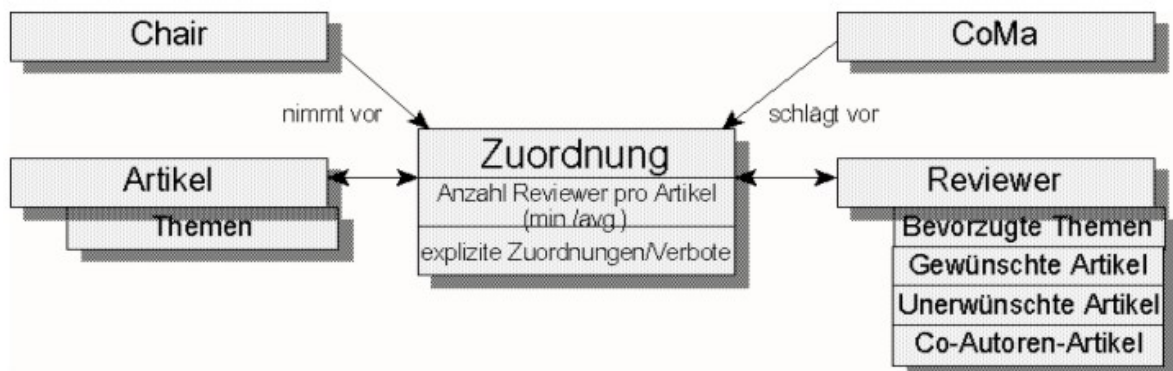 Chair
CoMa
nimmt vor
schlägt vor
Zuordnung
Anzahl Reviewer pro Artikel
(min./avg.)
explizite Zuordnungen/Verbote
Artikel
Themen
Reviewer
Bevorzugte Themen
Gewünschte Artikel
Unerwünschte Artikel
Co-Autoren-Artikel